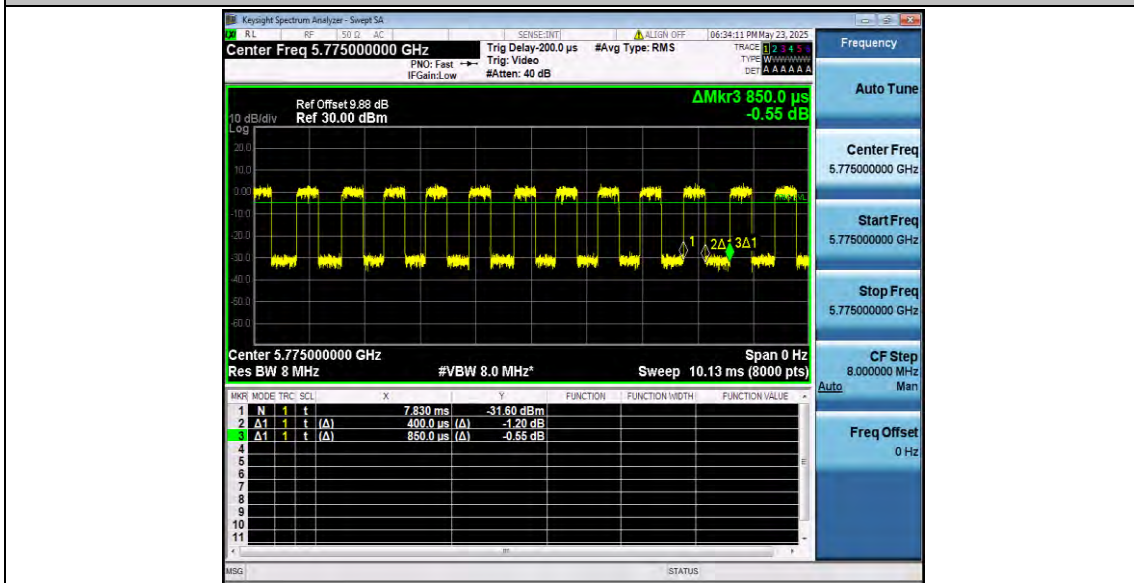 Keysight Spectrum Analyzer - Swept SA
RL RF 50 Ω AC SENSE:INT ALIGN OFF 06:34:11 PM May 23, 2025
Center Freq 5.775000000 GHz Trig Delay-200.0 µs #Avg Type: RMS TRACE 1 2 3 4 5 6
PNO: Fast Trig: Video TYPE W
IFGain:Low #Atten: 40 dB DET A A A A A A
Frequency
Auto Tune
Center Freq
5.775000000 GHz
Start Freq
5.775000000 GHz
Stop Freq
5.775000000 GHz
CF Step
8.000000 MHz
Auto Man
Freq Offset
0 Hz
ΔMkr3 850.0 µs
-0.55 dB
Ref Offset 9.88 dB
10 dB/div Ref 30.00 dBm
Log
20.0
10.0
0.00
-10.0
-20.0
-30.0
-40.0
-50.0
-60.0
1 2Δ1 3Δ1
Center 5.775000000 GHz Span 0 Hz
Res BW 8 MHz #VBW 8.0 MHz* Sweep 10.13 ms (8000 pts)
MKR MODE TRC SCL X Y FUNCTION FUNCTION WIDTH FUNCTION VALUE
1 N 1 t 7.830 ms -31.60 dBm
2 Δ1 1 t (Δ) 400.0 µs (Δ) -1.20 dB
3 Δ1 1 t (Δ) 850.0 µs (Δ) -0.55 dB
4
5
6
7
8
9
10
11
MSG STATUS